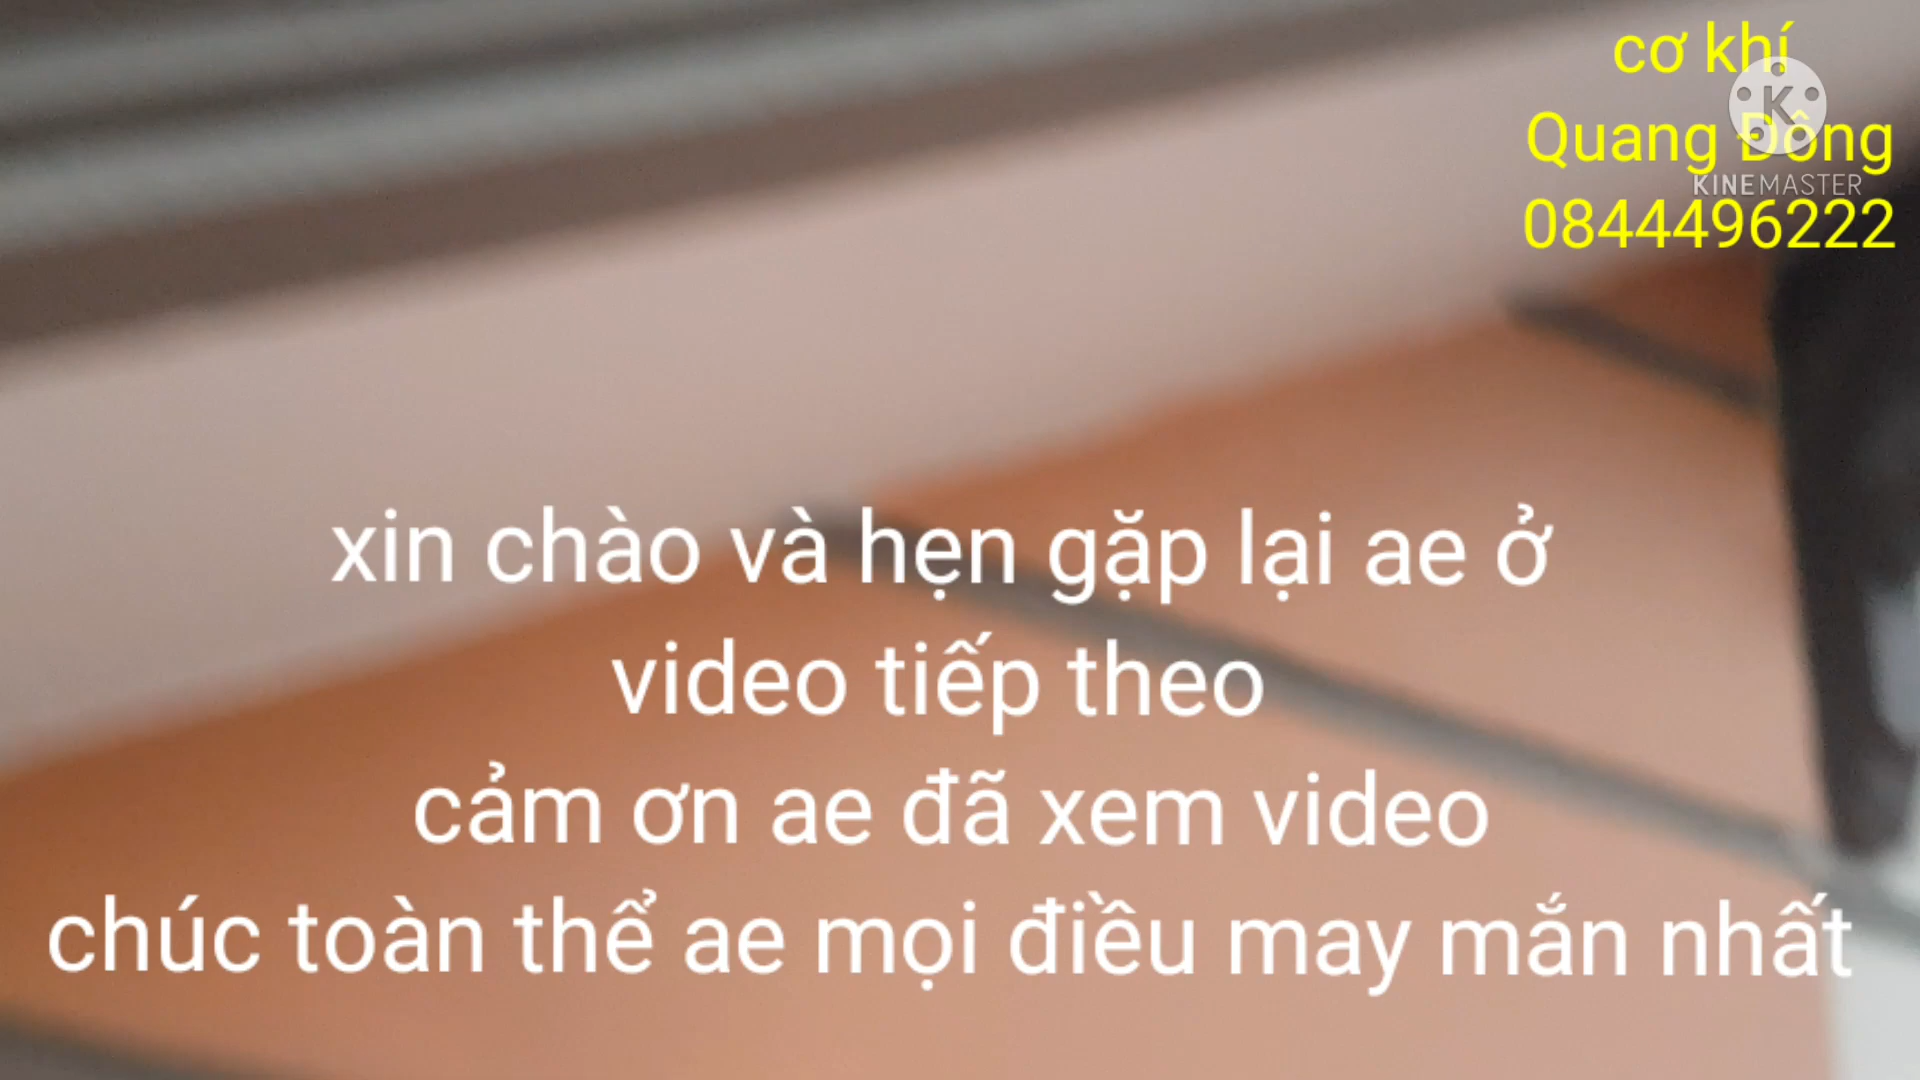 cơ khí
Quang Đông
KINEMASTER
0844496222
xin chào và hẹn gặp lại ae ở
video tiếp theo
cảm ơn ae đã xem video
chúc toàn thể ae mọi điều may mắn nhất